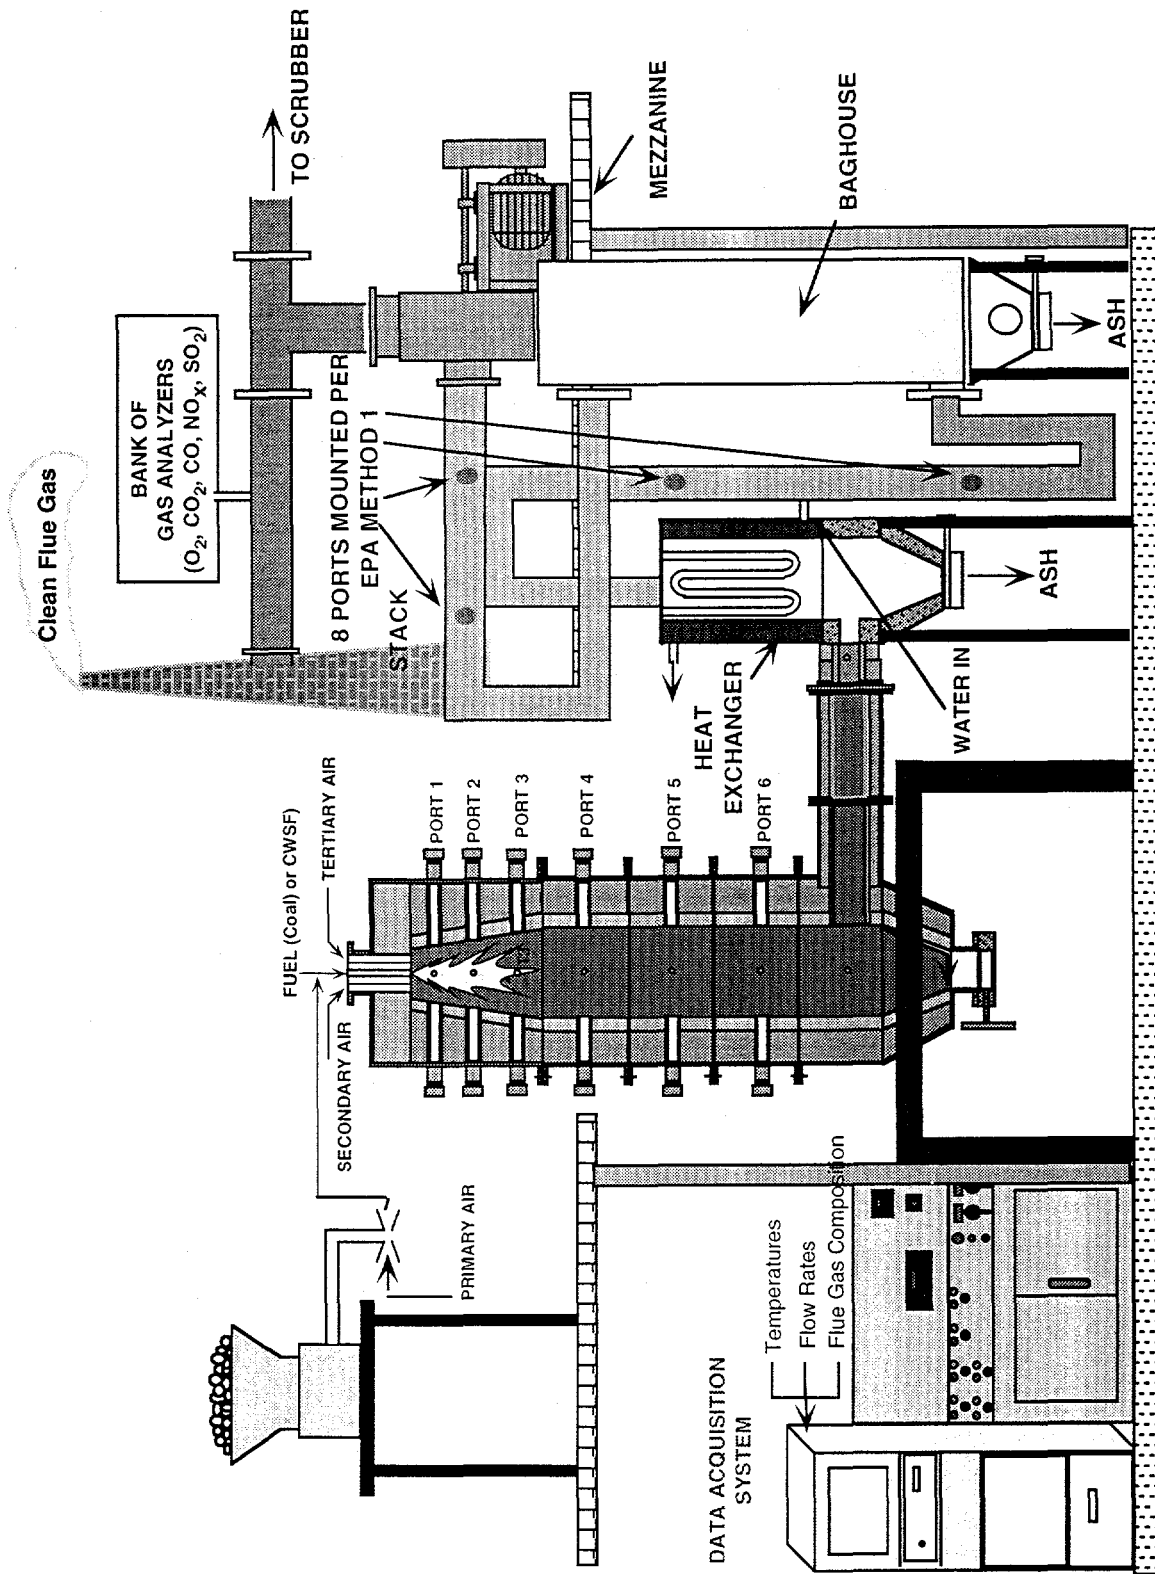 Clean Flue Gas
BANK OF
GAS ANALYZERS
(O2, CO2, CO, NOX, SO2)
TO SCRUBBER
8 PORTS MOUNTED PER
EPA METHOD 1
STACK
MEZZANINE
BAGHOUSE
ASH
ASH
HEAT
EXCHANGER
WATER IN
FUEL (Coal) or CWSF
TERTIARY AIR
SECONDARY AIR
PRIMARY AIR
PORT 1
PORT 2
PORT 3
PORT 4
PORT 5
PORT 6
DATA ACQUISITION
SYSTEM
Temperatures
Flow Rates
Flue Gas Composition